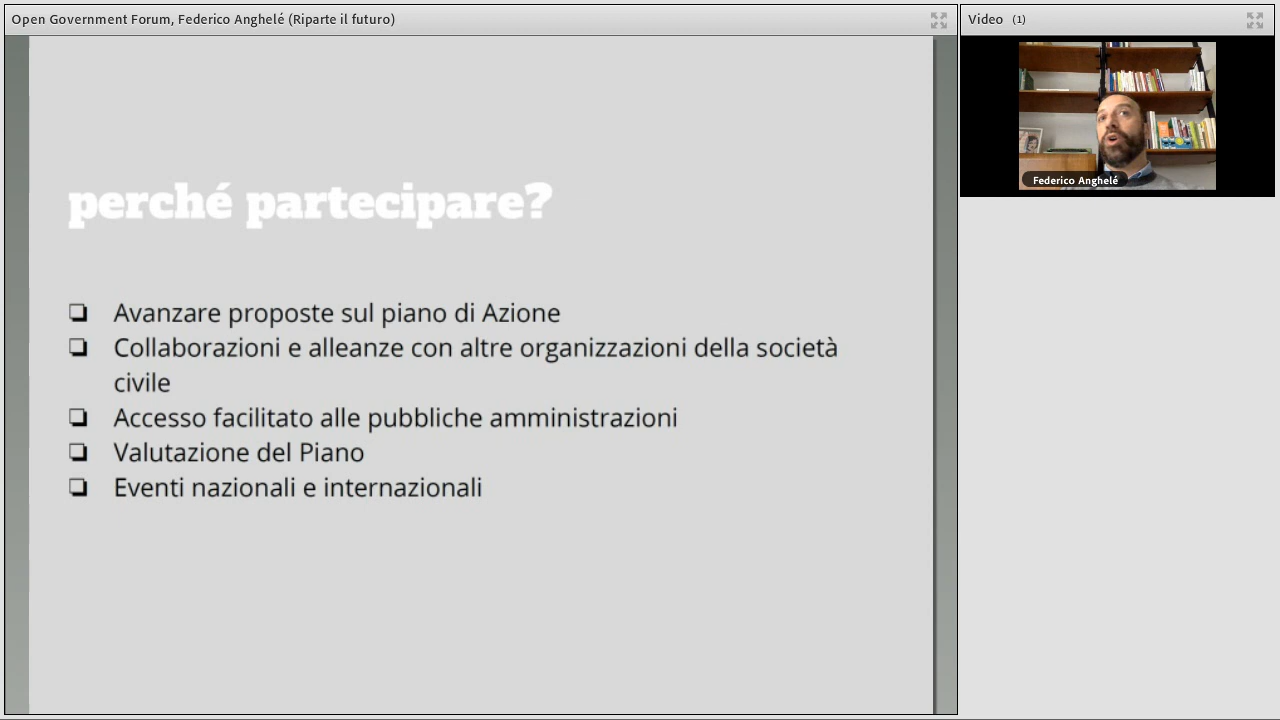 Open Government Forum, Federico Anghelé (Riparte il futuro)
Video (1)
Federico Anghelé
perché partecipare?
❏ Avanzare proposte sul piano di Azione
❏ Collaborazioni e alleanze con altre organizzazioni della società
civile
❏ Accesso facilitato alle pubbliche amministrazioni
❏ Valutazione del Piano
❏ Eventi nazionali e internazionali